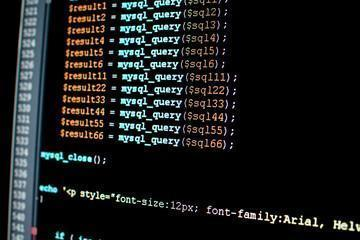 $result1 = mysql_query($sql1);
$result2 = mysql_query($sql2);
$result3 = mysql_query($sql3);
$result4 = mysql_query($sql4);
$result5 = mysql_query($sql5);
$result6 = mysql_query($sql6);
$result11 = mysql_query($sql11);
$result22 = mysql_query($sql22);
$result33 = mysql_query($sql33);
$result44 = mysql_query($sql44);
$result55 = mysql_query($sql55);
$result66 = mysql_query($sql66);
mysql_close();
echo '<p style="font-size:12px; font-family:Arial,
if (